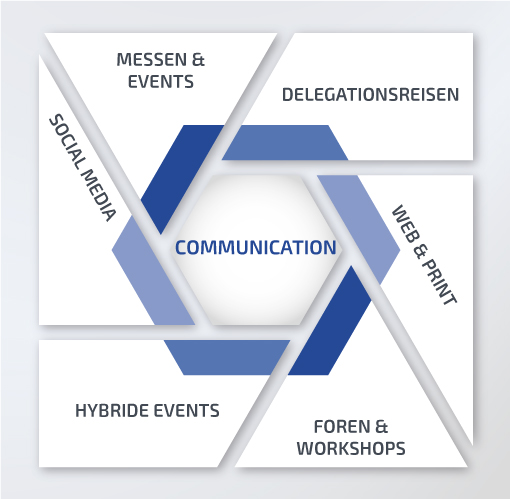 MESSEN &
EVENTS
DELEGATIONSREISEN
SOCIAL MEDIA
WEB & PRINT
COMMUNICATION
HYBRIDE EVENTS
FOREN &
WORKSHOPS